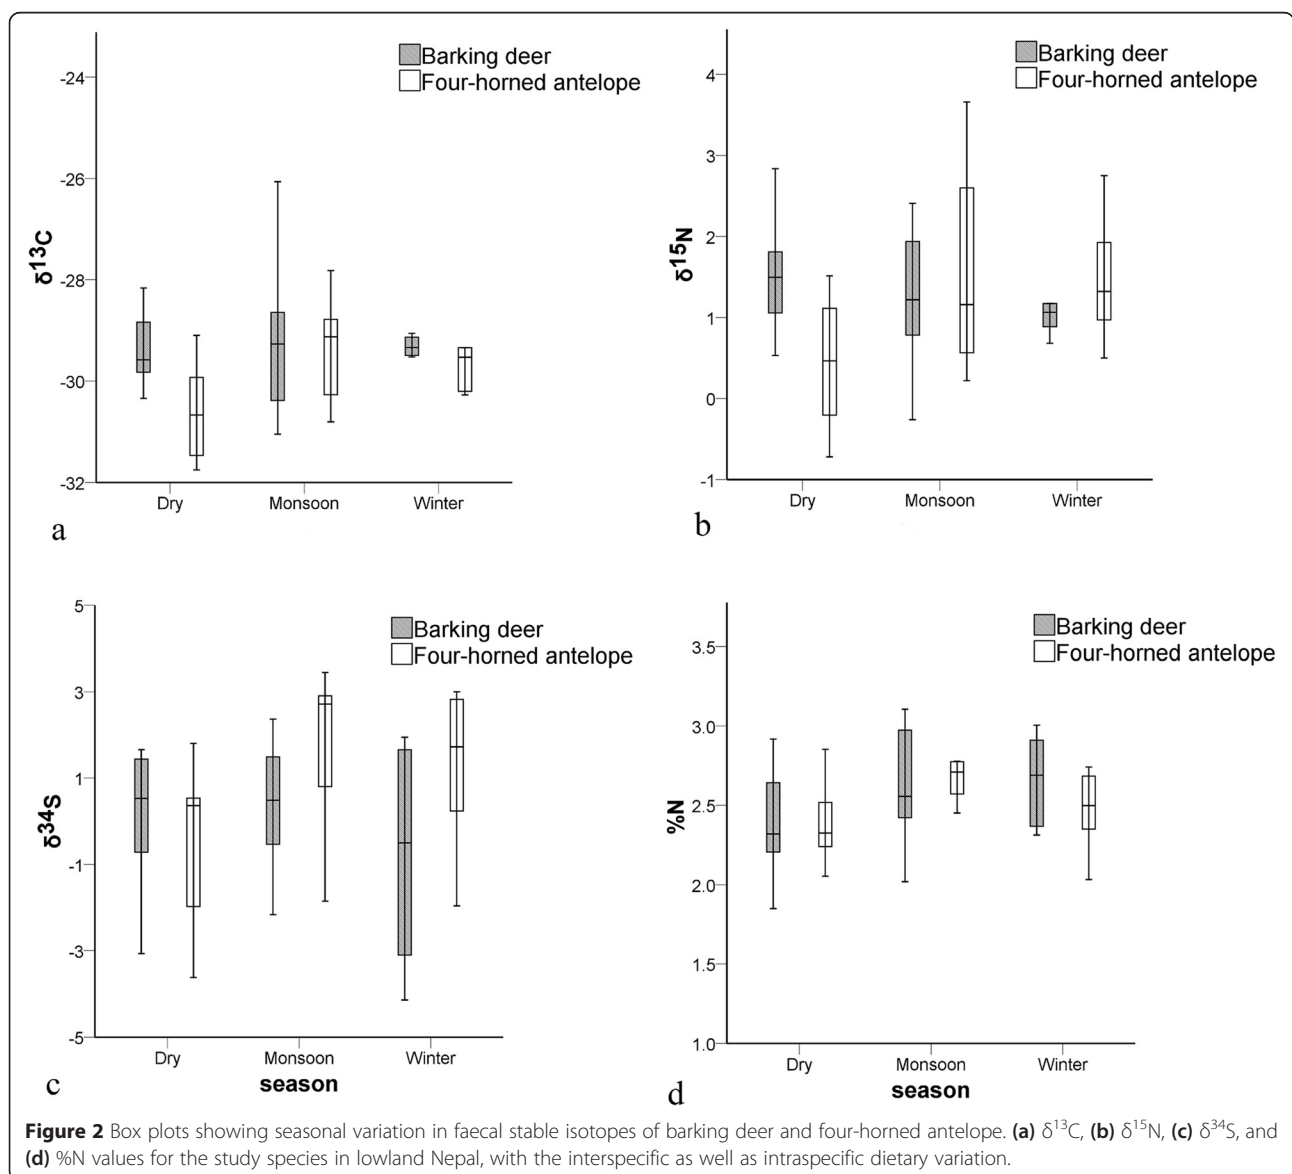 Barking deer
Four-horned antelope
-24
-26
-28
-30
-32
δ13C
Dry Monsoon Winter
a
Barking deer
Four-horned antelope
4
3
2
1
0
-1
δ15N
Dry Monsoon Winter
b
Barking deer
Four-horned antelope
5
3
1
-1
-3
-5
δ34S
Dry Monsoon Winter
season
c
Barking deer
Four-horned antelope
3.5
3.0
2.5
2.0
1.5
1.0
%N
Dry Monsoon Winter
season
d
Figure 2 Box plots showing seasonal variation in faecal stable isotopes of barking deer and four-horned antelope. (a) δ¹³C, (b) δ¹⁵N, (c) δ³⁴S, and
(d) %N values for the study species in lowland Nepal, with the interspecific as well as intraspecific dietary variation.